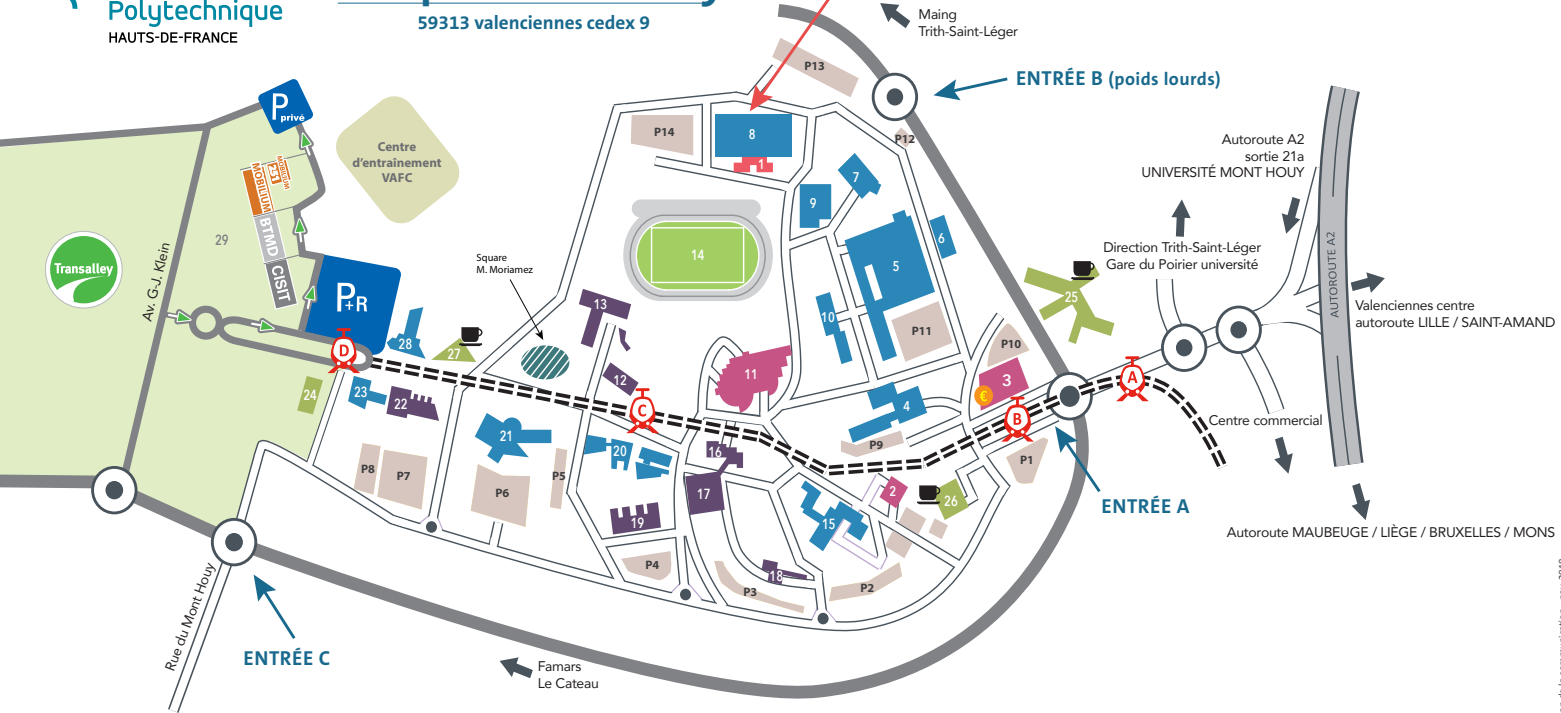 Polytechnique
HAUTS-DE-FRANCE
59313 valenciennes cedex 9
Maing
Trith-Saint-Léger
P13
ENTRÉE B (poids lourds)
P privé
Centre
d'entraînement
VAFC
P14
8
1
P12
7
9
6
5
Autoroute A2
sortie 21a
UNIVERSITÉ MONT HOUY
MOBILIUM
MOBILIUM
BTMD
CISIT
29
Transalley
Av. G-J. Klein
P+R
Square
M. Moriamez
14
13
10
P11
25
Direction Trith-Saint-Léger
Gare du Poirier université
AUTOROUTE A2
Valenciennes centre
autoroute LILLE / SAINT-AMAND
D
28
27
P10
11
3
€
A
12
C
B
4
24
23
22
Centre commercial
21
20
16
P9
P1
P8
P7
P6
P5
17
2
26
15
19
ENTRÉE A
Autoroute MAUBEUGE / LIÈGE / BRUXELLES / MONS
P4
18
P3
P2
Rue du Mont Houy
ENTRÉE C
Famars
Le Cateau